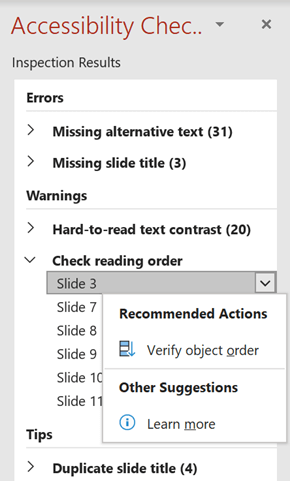 Accessibility Chec..
Inspection Results
Errors
Missing alternative text (31)
Missing slide title (3)
Warnings
Hard-to-read text contrast (20)
Check reading order
Slide 3
Slide 7
Slide 8
Slide 9
Slide 10
Slide 11
Recommended Actions
Verify object order
Other Suggestions
Learn more
Tips
Duplicate slide title (4)